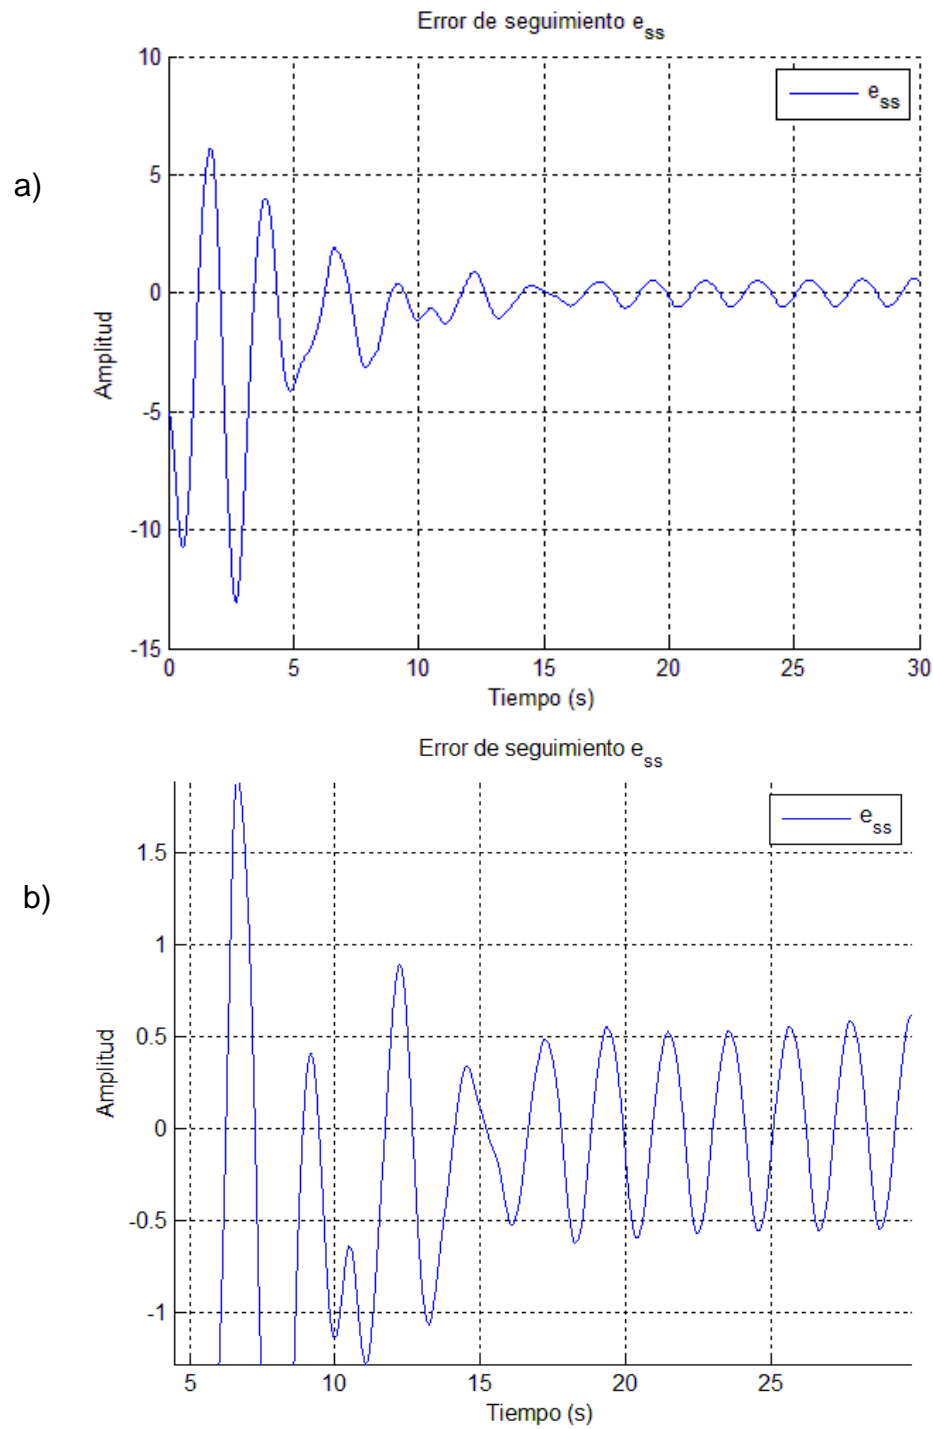 Error de seguimiento e_ss
10
e_ss
a)
5
0
Amplitud
-5
-10
-15
0 5 10 15 20 25 30
Tiempo (s)
Error de seguimiento e_ss
e_ss
1.5
b)
1
0.5
Amplitud
0
-0.5
-1
5 10 15 20 25
Tiempo (s)